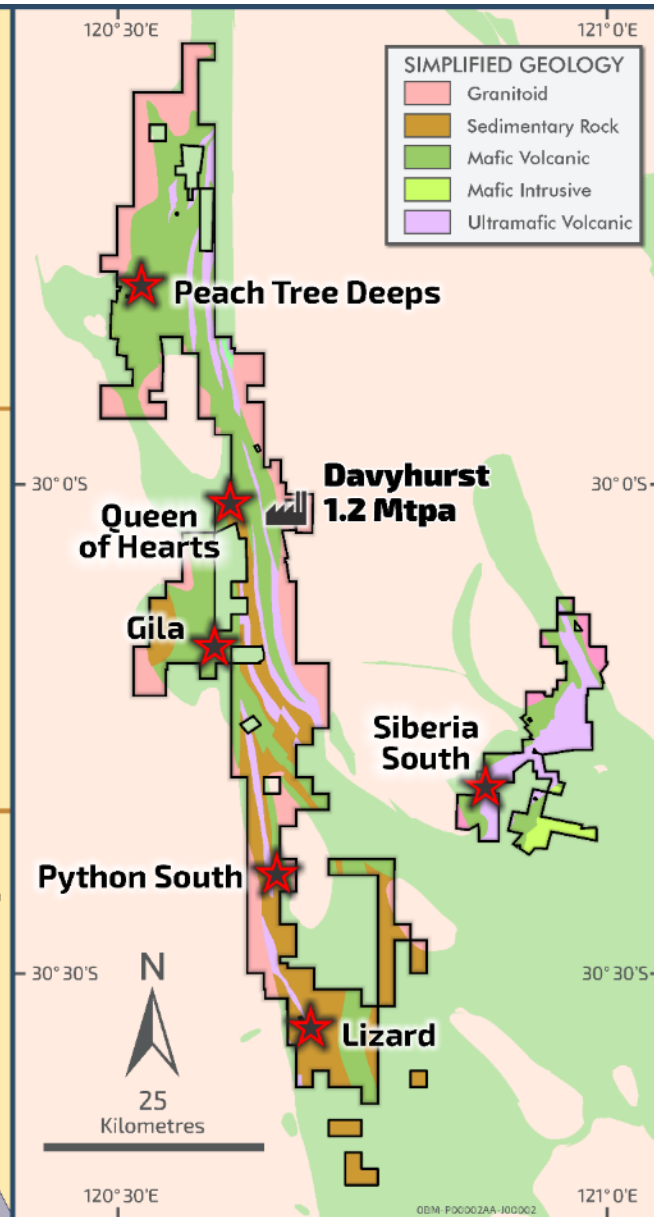 120°30'E
121°0'E
SIMPLIFIED GEOLOGY
Granitoid
Sedimentary Rock
Mafic Volcanic
Mafic Intrusive
Ultramafic Volcanic
Peach Tree Deeps
30°0'S
Davyhurst
1.2 Mtpa
30°0'S
Queen
of Hearts
Gila
Siberia
South
Python South
N
30°30'S
30°30'S
Lizard
25
Kilometres
120°30'E
OBM-P00002AA-J00002
121°0'E